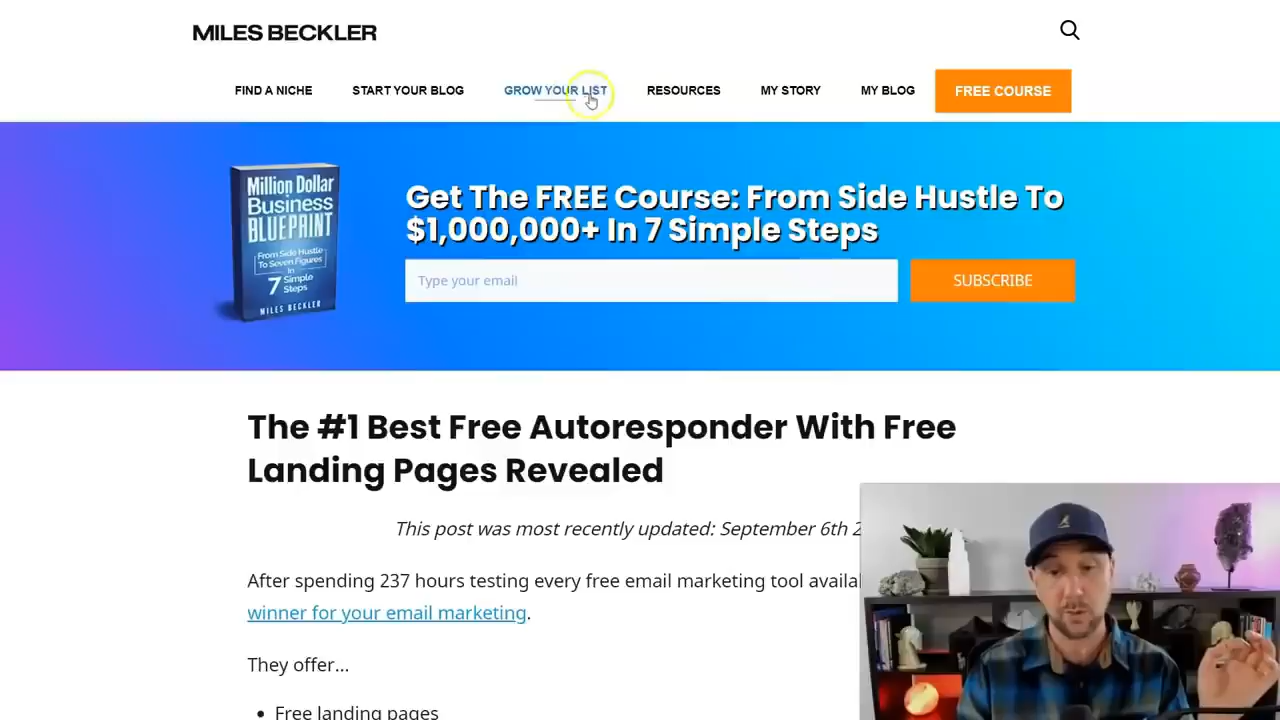 MILES BECKLER
FIND A NICHE
START YOUR BLOG
GROW YOUR LIST
RESOURCES
MY STORY
MY BLOG
FREE COURSE
Million Dollar
Business
BLUEPRINT
From Side Hustle
To Seven Figures
In
7 Simple
Steps
MILES BECKLER
Get The FREE Course: From Side Hustle To
$1,000,000+ In 7 Simple Steps
Type your email
SUBSCRIBE
The #1 Best Free Autoresponder With Free
Landing Pages Revealed
This post was most recently updated: September 6th 2
After spending 237 hours testing every free email marketing tool availal
winner for your email marketing.
They offer...
• Free landing pages